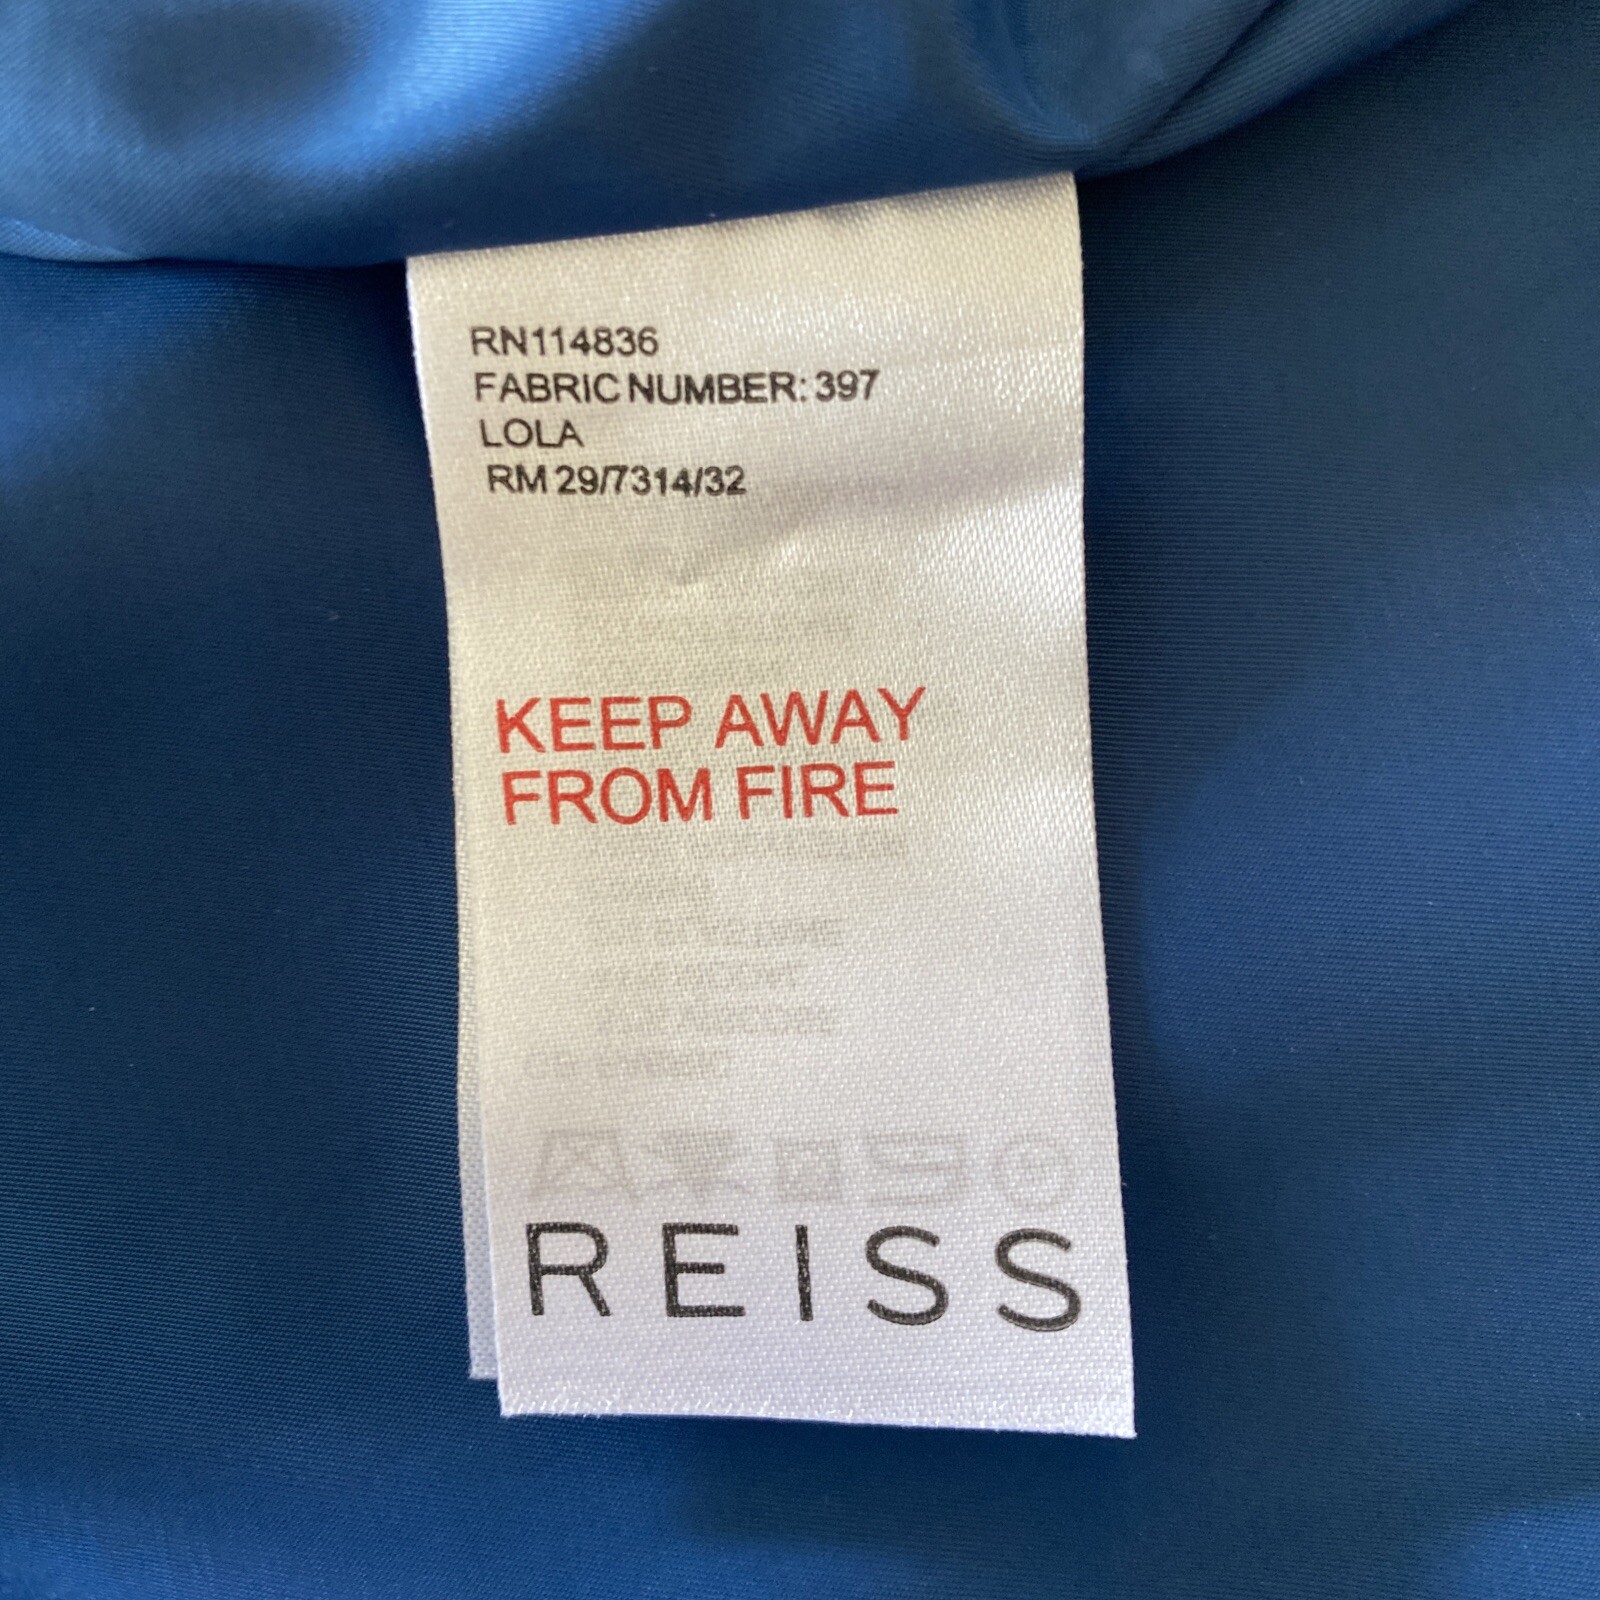 RN114836
FABRIC NUMBER: 397
LOLA
RM 29/7314/32
KEEP AWAY
FROM FIRE
REISS